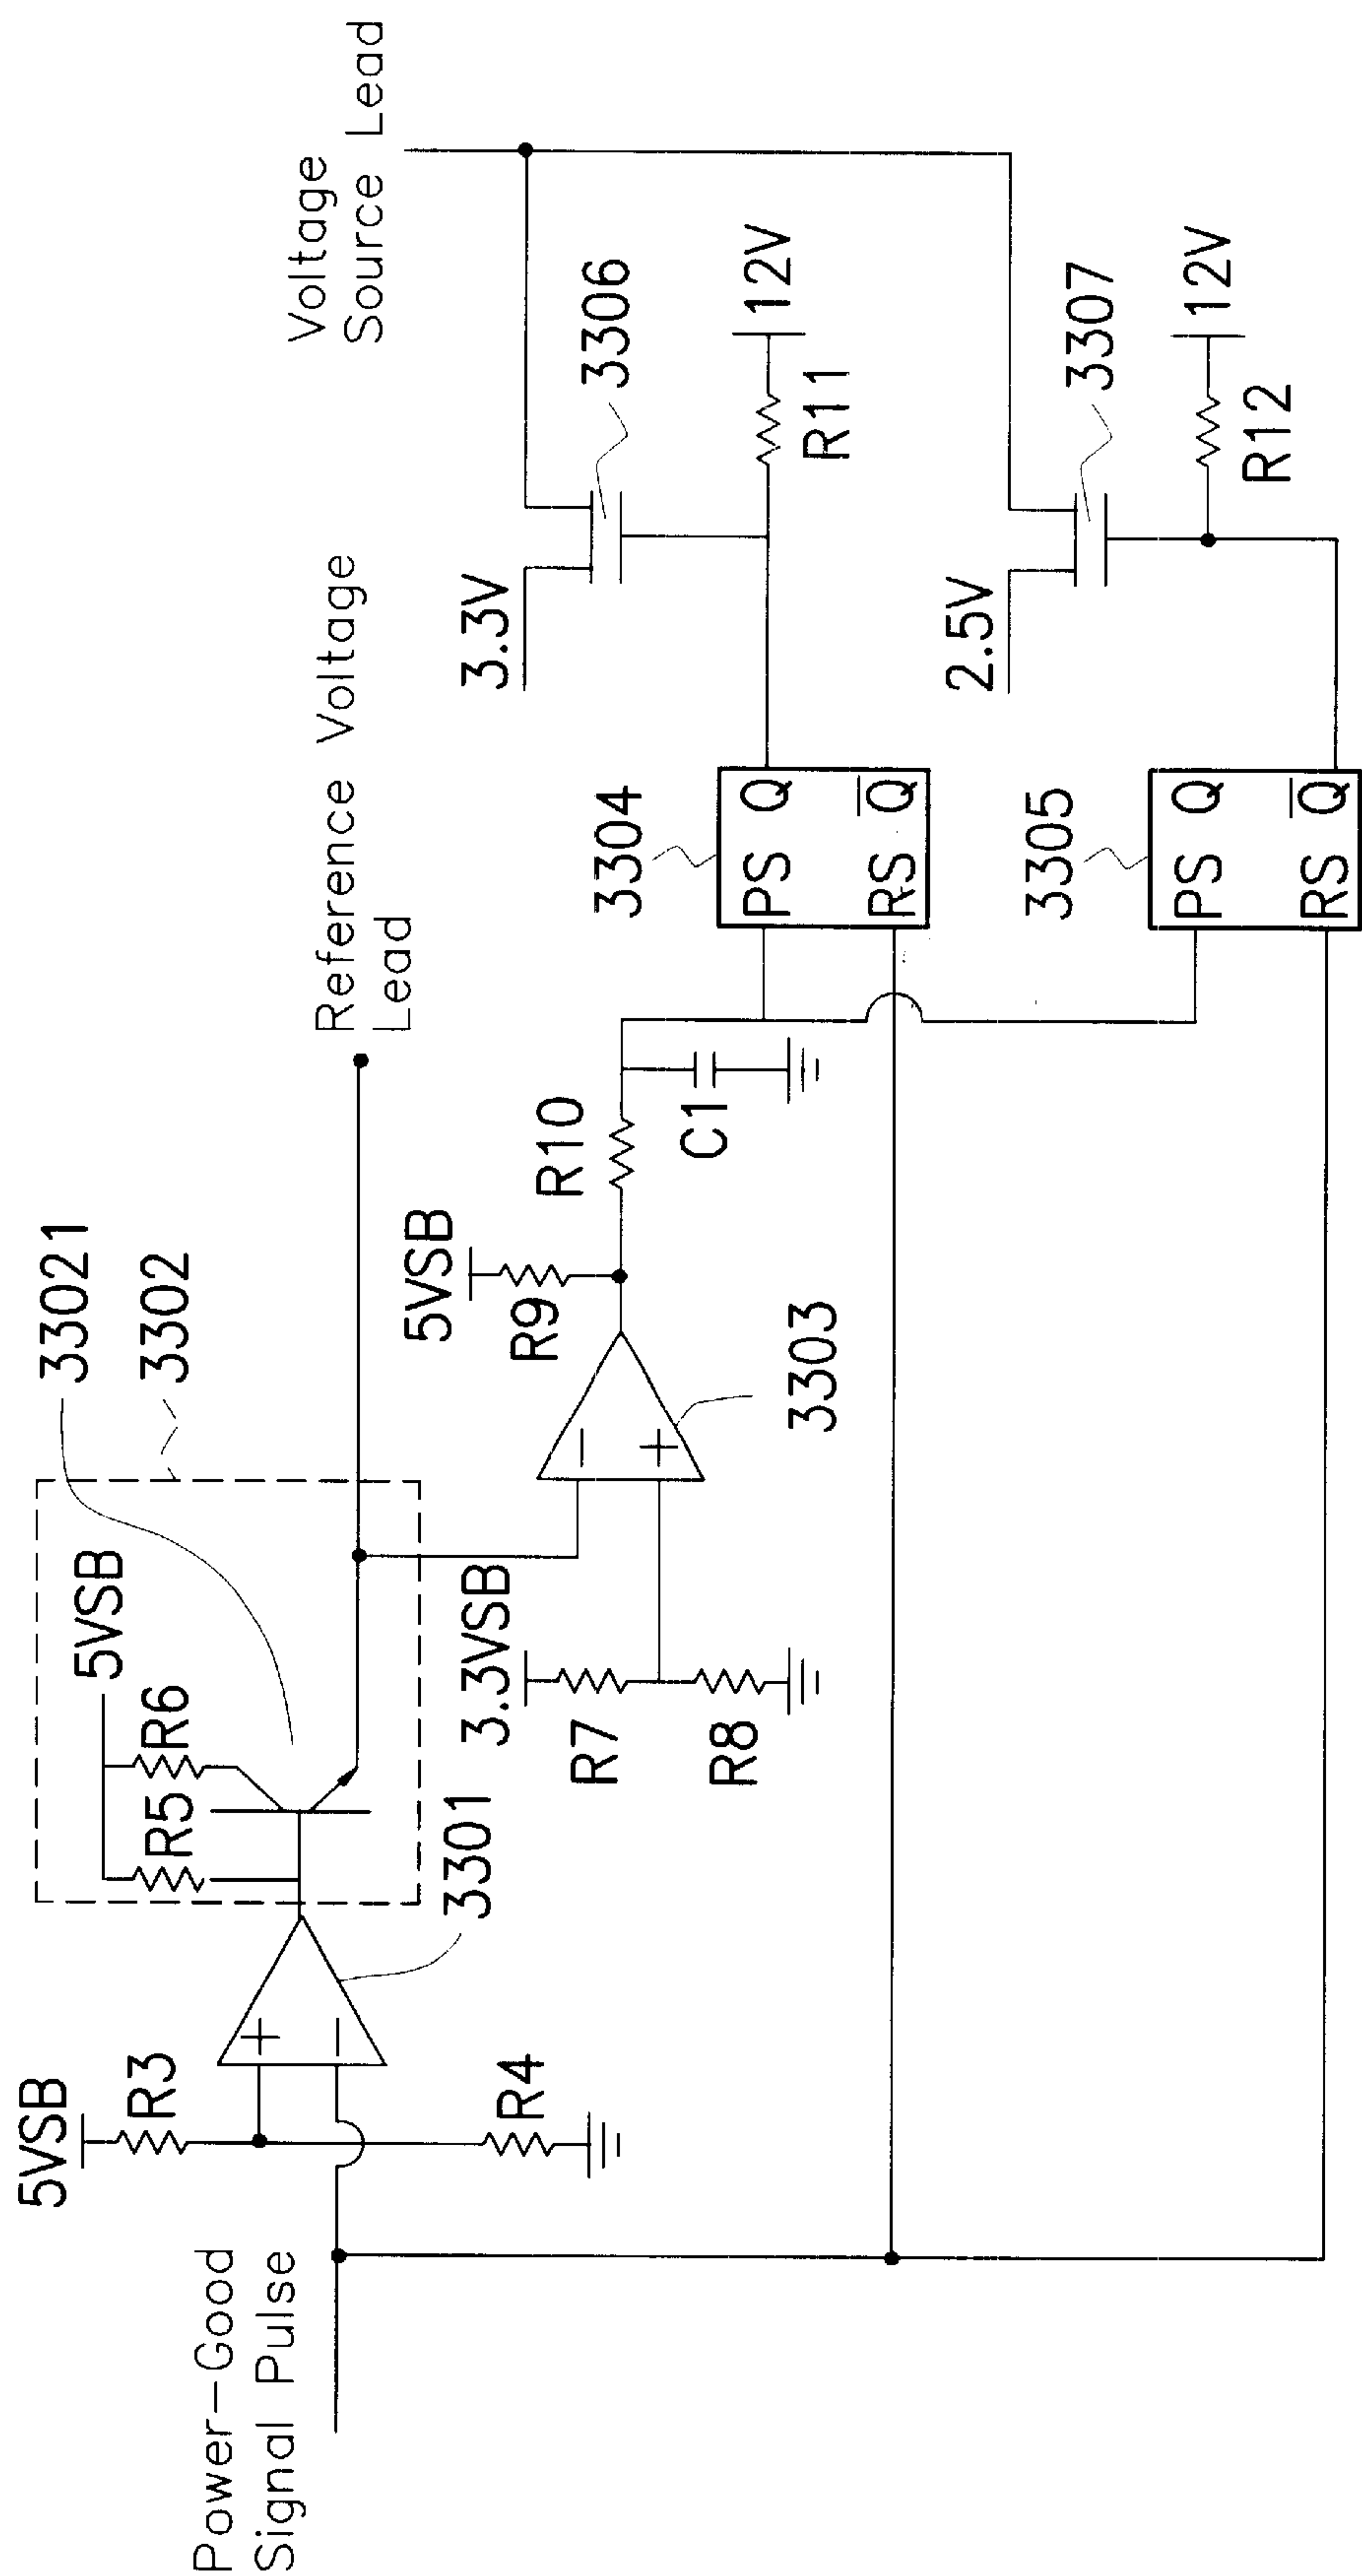 Power-Good
Signal Pulse
5VSB
R3
R4
3301
5VSB
R5
R6
33021
3302
Reference Voltage
Lead
Voltage
Source Lead
3.3VSB
R7
R8
3303
5VSB
R9
R10
C1
3304
PS Q
RS Q̅
3.3V
3306
R11
12V
3305
PS Q
RS Q̅
2.5V
3307
R12
12V